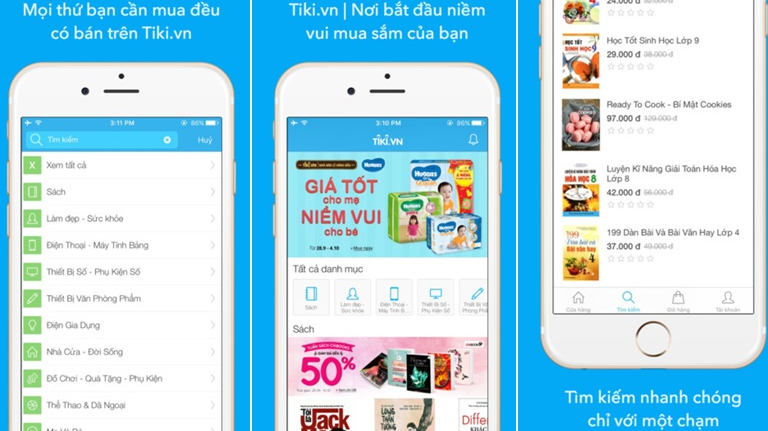 Mọi thứ bạn cần mua đều
có bán trên Tiki.vn
3:11 PM
86%
Tìm kiếm
Huỷ
Xem tất cả
Sách
Làm đẹp - Sức khỏe
Điện Thoại - Máy Tính Bảng
Thiết Bị Số - Phụ Kiện Số
Thiết Bị Văn Phòng Phẩm
Điện Gia Dụng
Nhà Cửa - Đời Sống
Đồ Chơi - Quà Tặng - Phụ Kiện
Thể Thao & Dã Ngoại
Tiki.vn | Nơi bắt đầu niềm
vui mua sắm của bạn
3:10 PM
86%
TIKI.VN
HUGGIES
GIÁ TỐT
cho mẹ
NIỀM VUI
cho bé
Từ 28.9 - 4.10
Mua ngay
Tất cả danh mục
Sách
Làm đẹp -
Sức khỏe
Điện Thoại -
Máy Tính B...
Thiết Bị Số -
Phụ Kiện Số
Thiết Bị V
Phòng Phẩ
Sách
50%
24.000 đ
Học Tốt Sinh Học Lớp 9
29.000 đ 38.000 đ
Ready To Cook - Bí Mật Cookies
97.000 đ 129.000 đ
Luyện Kĩ Năng Giải Toán Hóa Học
Lớp 8
42.000 đ 56.000 đ
199 Dàn Bài Và Bài Văn Hay Lớp 4
37.000 đ 49.000 đ
Cửa hàng
Tìm kiếm
Giỏ hàng
Tài khoản
Tìm kiếm nhanh chóng
chỉ với một chạm